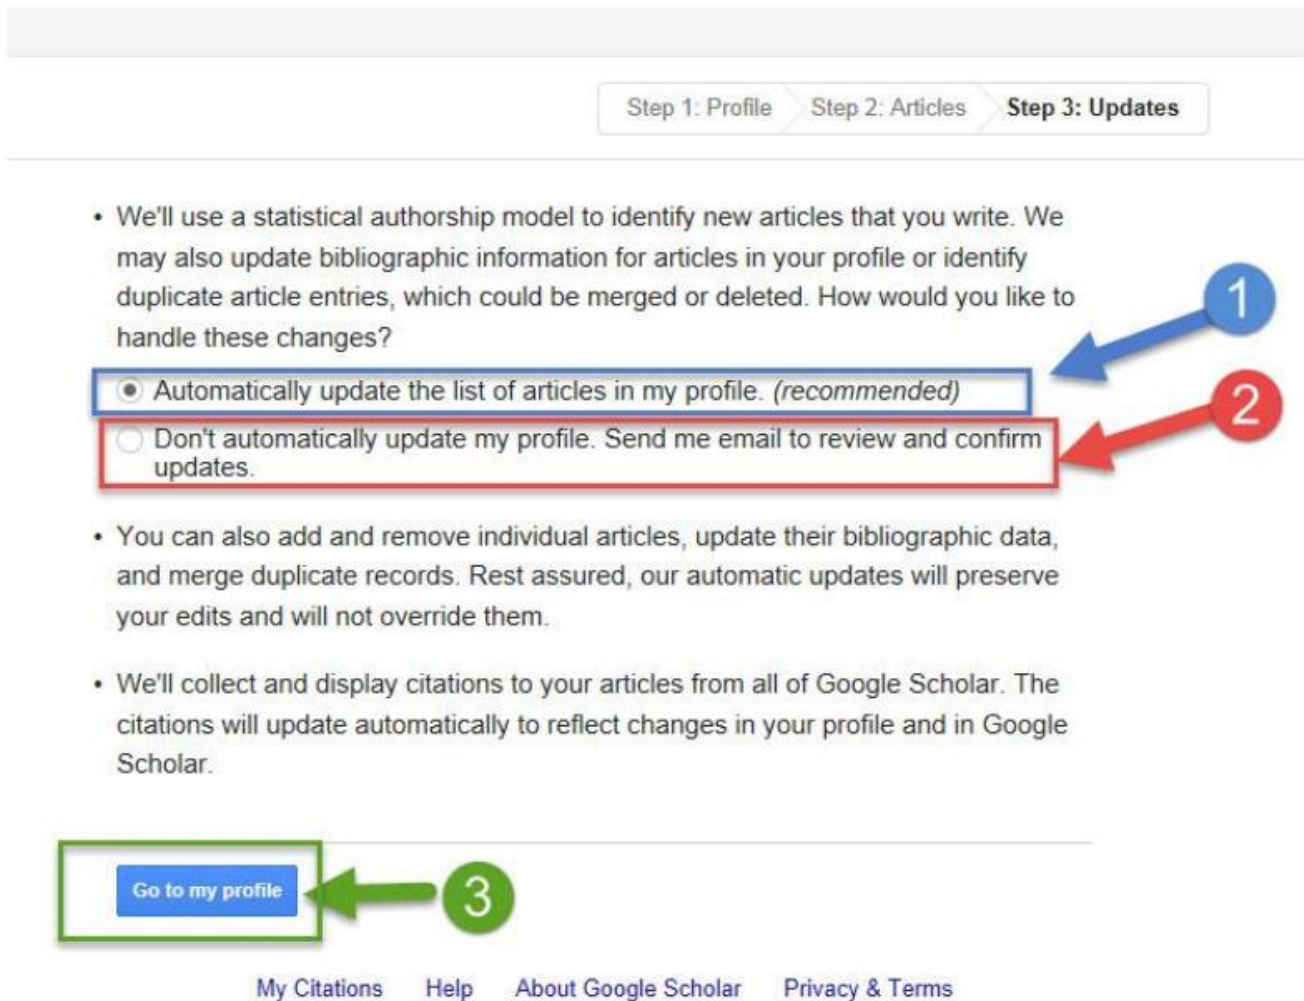 Step 1: Profile Step 2: Articles Step 3: Updates
• We'll use a statistical authorship model to identify new articles that you write. We
may also update bibliographic information for articles in your profile or identify
duplicate article entries, which could be merged or deleted. How would you like to
handle these changes?
1
Automatically update the list of articles in my profile. (recommended)
2
Don't automatically update my profile. Send me email to review and confirm
updates.
• You can also add and remove individual articles, update their bibliographic data,
and merge duplicate records. Rest assured, our automatic updates will preserve
your edits and will not override them.
• We'll collect and display citations to your articles from all of Google Scholar. The
citations will update automatically to reflect changes in your profile and in Google
Scholar.
Go to my profile
3
My Citations Help About Google Scholar Privacy & Terms